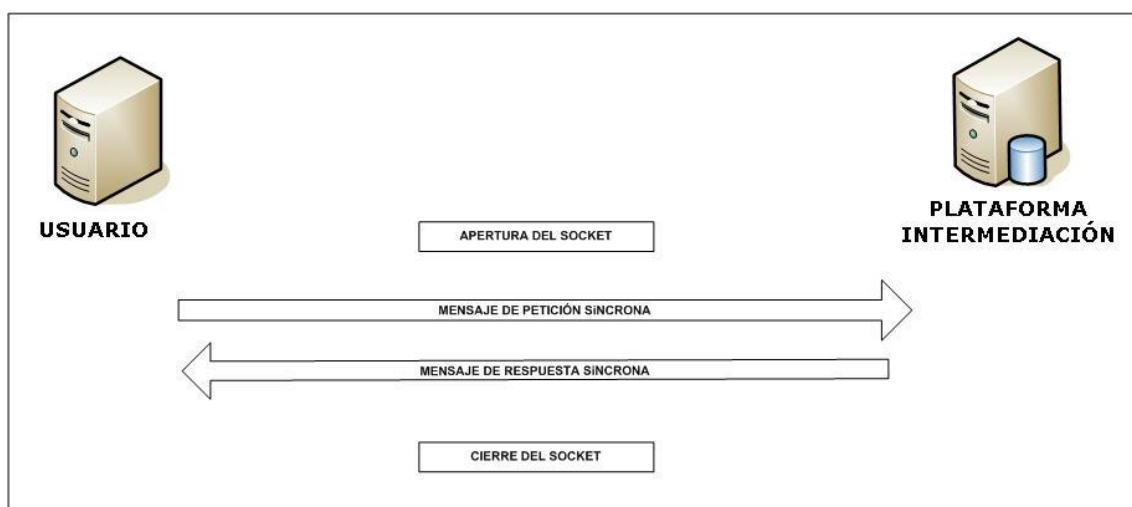 USUARIO
PLATAFORMA
INTERMEDIACIÓN
APERTURA DEL SOCKET
MENSAJE DE PETICIÓN SíNCRONA
MENSAJE DE RESPUESTA SíNCRONA
CIERRE DEL SOCKET